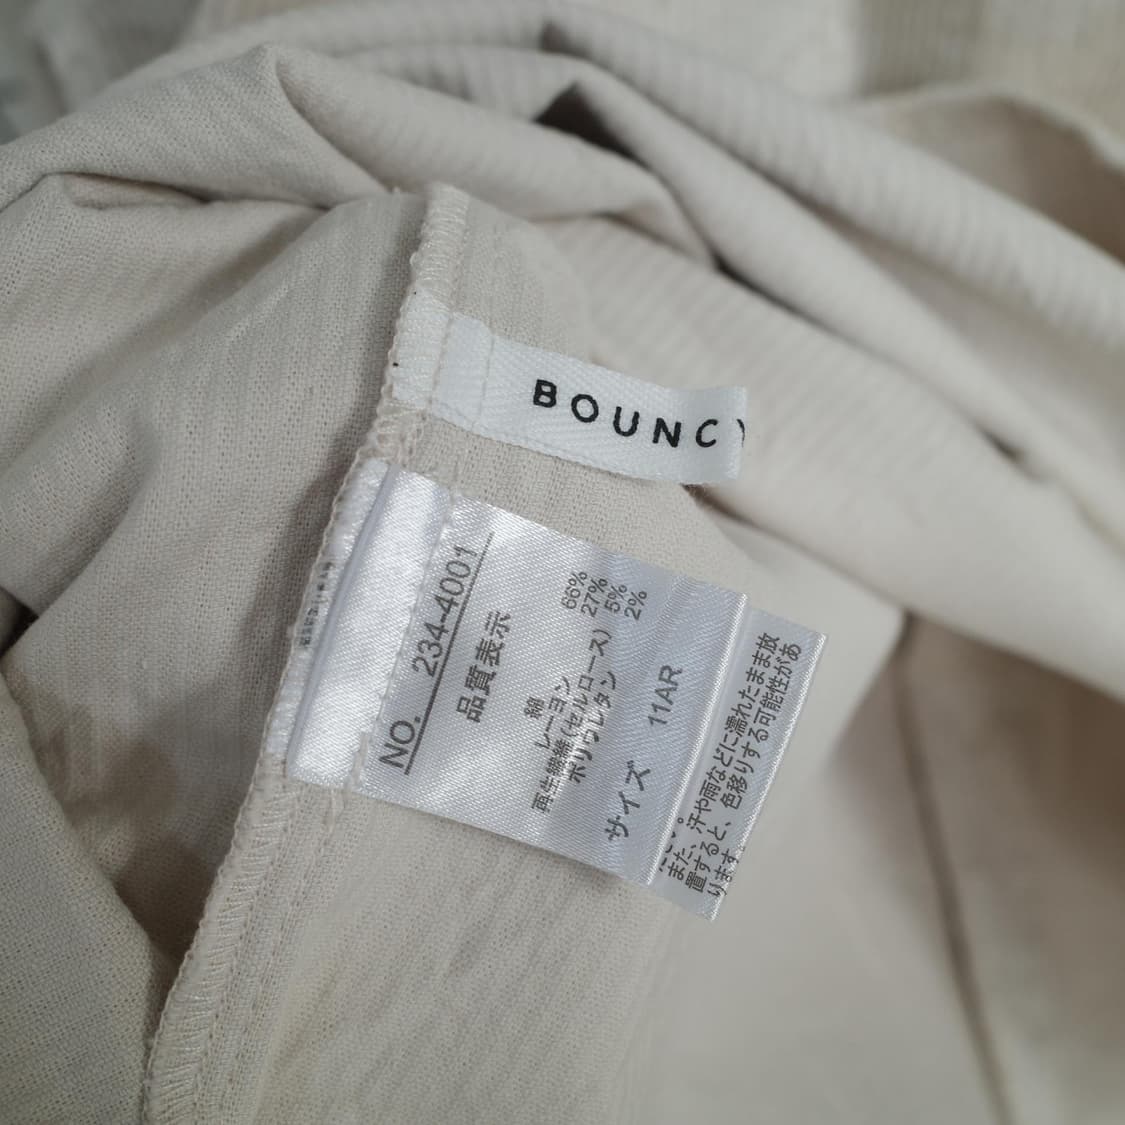 BOUNCY
NO. 234-4001
品質表示
綿 66%
レーヨン 27%
再生繊維(セルロース) 5%
ポリウレタン 2%
サイズ 11AR
また、汗や雨などに濡れたまま放
置すると、色移りする可能性があ
ります。